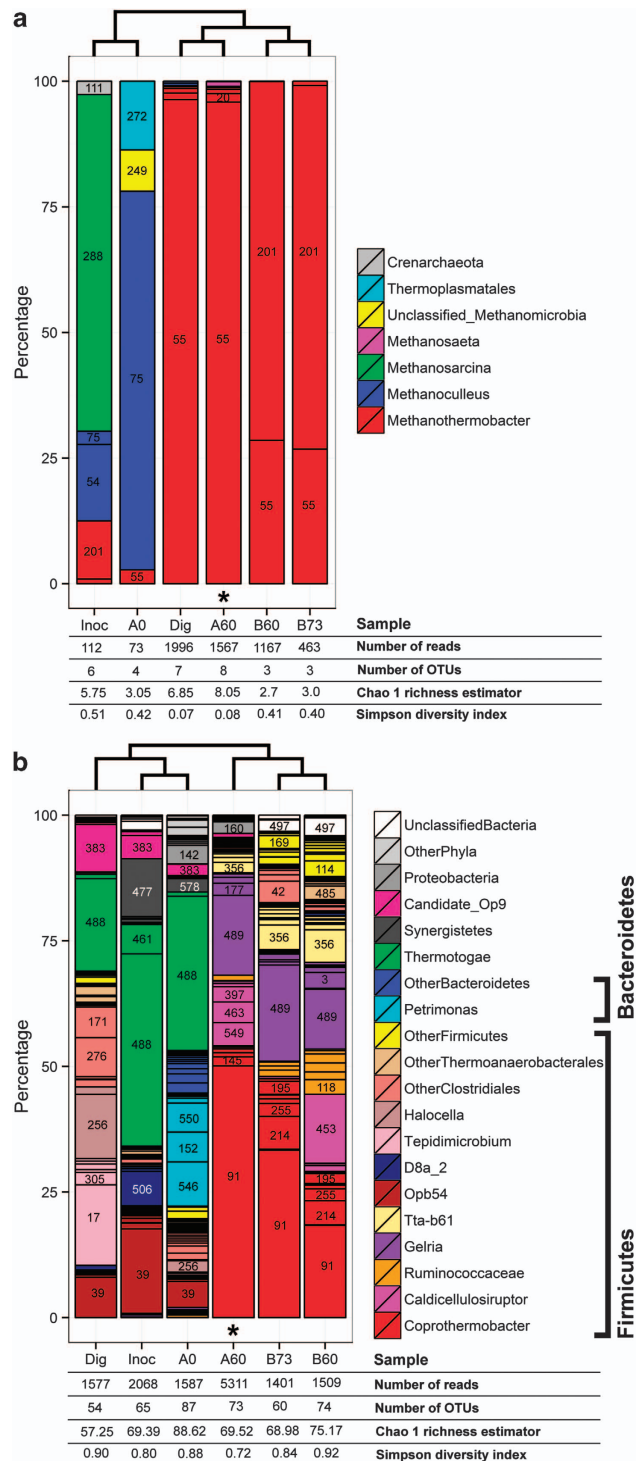 a
100
75
50
25
0
Percentage
111
288
75
54
201
272
249
75
55
55
20
55
201
55
201
55
*
Crenarchaeota
Thermoplasmatales
Unclassified_Methanomicrobia
Methanosaeta
Methanosarcina
Methanoculleus
Methanothermobacter
Inoc A0 Dig A60 B60 B73 Sample
112 73 1996 1567 1167 463 Number of reads
6 4 7 8 3 3 Number of OTUs
5.75 3.05 6.85 8.05 2.7 3.0 Chao 1 richness estimator
0.51 0.42 0.07 0.08 0.41 0.40 Simpson diversity index
b
100
75
50
25
0
Percentage
383
488
171
276
256
305
17
39
383
477
461
488
506
39
142
383
578
488
550
152
546
256
39
160
356
177
489
397
463
549
145
91
497
169
42
356
489
195
255
214
91
497
114
485
356
3
489
118
453
195
255
214
91
*
UnclassifiedBacteria
OtherPhyla
Proteobacteria
Candidate_Op9
Synergistetes
Thermotogae
OtherBacteroidetes
Petrimonas
OtherFirmicutes
OtherThermoanaerobacterales
OtherClostridiales
Halocella
Tepidimicrobium
D8a_2
Opb54
Tta-b61
Gelria
Ruminococcaceae
Caldicellulosiruptor
Coprothermobacter
Bacteroidetes
Firmicutes
Dig Inoc A0 A60 B73 B60 Sample
1577 2068 1587 5311 1401 1509 Number of reads
54 65 87 73 60 74 Number of OTUs
57.25 69.39 88.62 69.52 68.98 75.17 Chao 1 richness estimator
0.90 0.80 0.88 0.72 0.84 0.92 Simpson diversity index